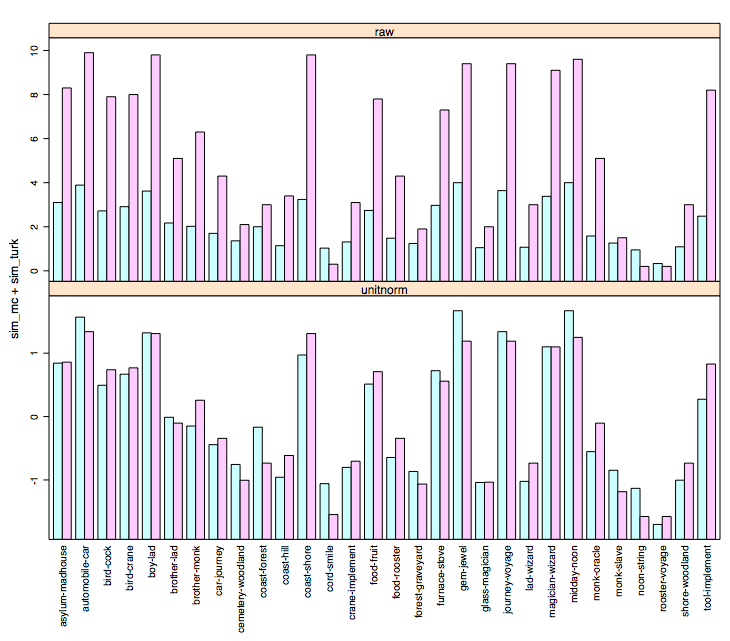 raw
10
8
6
4
2
0
sim_mc + sim_turk
unitnorm
1
0
-1
asylum-madhouse
automobile-car
bird-cock
bird-crane
boy-lad
brother-lad
brother-monk
car-journey
cemetery-woodland
coast-forest
coast-hill
coast-shore
cord-smile
crane-implement
food-fruit
food-rooster
forest-graveyard
furnace-stove
gem-jewel
glass-magician
journey-voyage
lad-wizard
magician-wizard
midday-noon
monk-oracle
monk-slave
noon-string
rooster-voyage
shore-woodland
tool-implement